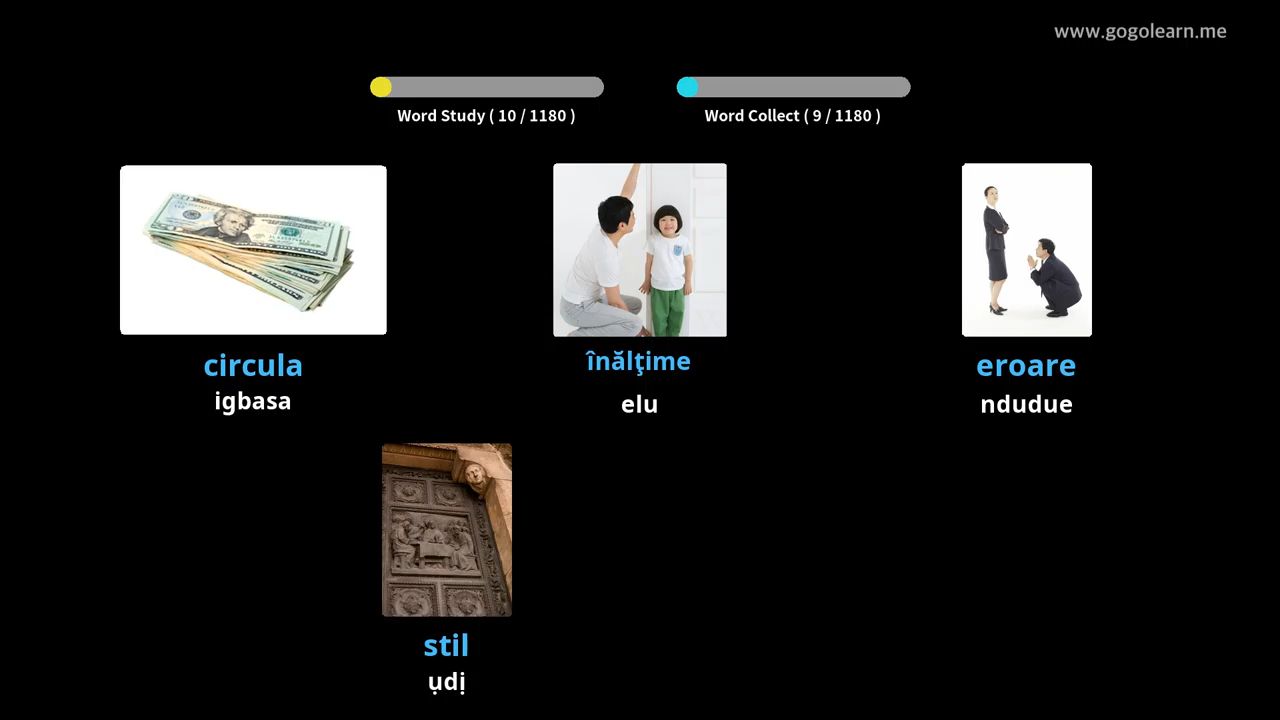 www.gogolearn.me
Word Study ( 10 / 1180 )
Word Collect ( 9 / 1180 )
circula
igbasa
înălţime
elu
eroare
ndudue
stil
ụdị